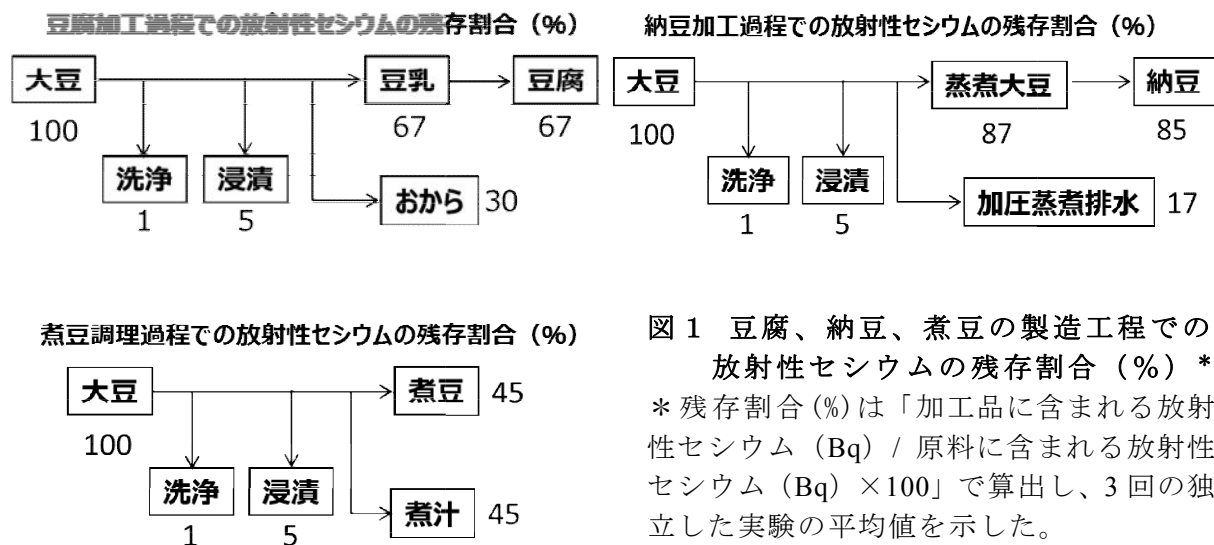 豆腐加工過程での放射性セシウムの残存割合（%）
大豆
100
洗浄
1
浸漬
5
豆乳
67
豆腐
67
おから 30
納豆加工過程での放射性セシウムの残存割合（%）
大豆
100
洗浄
1
浸漬
5
蒸煮大豆
87
納豆
85
加圧蒸煮排水 17
煮豆調理過程での放射性セシウムの残存割合（%）
大豆
100
洗浄
1
浸漬
5
煮豆 45
煮汁 45
図1 豆腐、納豆、煮豆の製造工程での
放射性セシウムの残存割合（%）*
＊残存割合(%)は「加工品に含まれる放射
性セシウム（Bq）/ 原料に含まれる放射性
セシウム（Bq）×100」で算出し、3回の独
立した実験の平均値を示した。